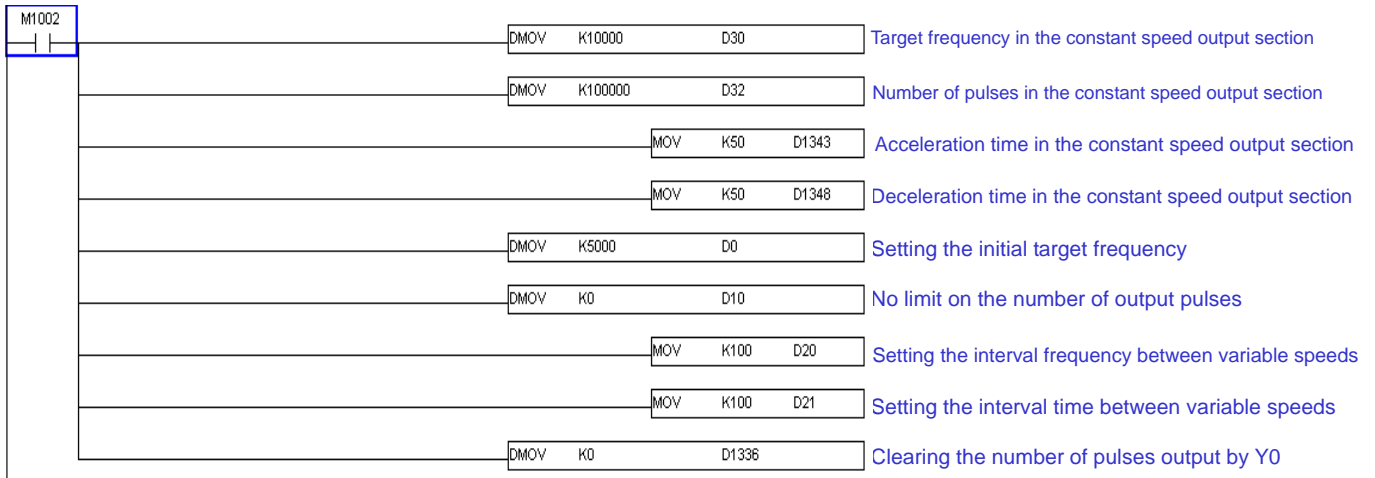 M1002
DMOV K10000 D30 Target frequency in the constant speed output section
DMOV K100000 D32 Number of pulses in the constant speed output section
MOV K50 D1343 Acceleration time in the constant speed output section
MOV K50 D1348 Deceleration time in the constant speed output section
DMOV K5000 D0 Setting the initial target frequency
DMOV K0 D10 No limit on the number of output pulses
MOV K100 D20 Setting the interval frequency between variable speeds
MOV K100 D21 Setting the interval time between variable speeds
DMOV K0 D1336 Clearing the number of pulses output by Y0